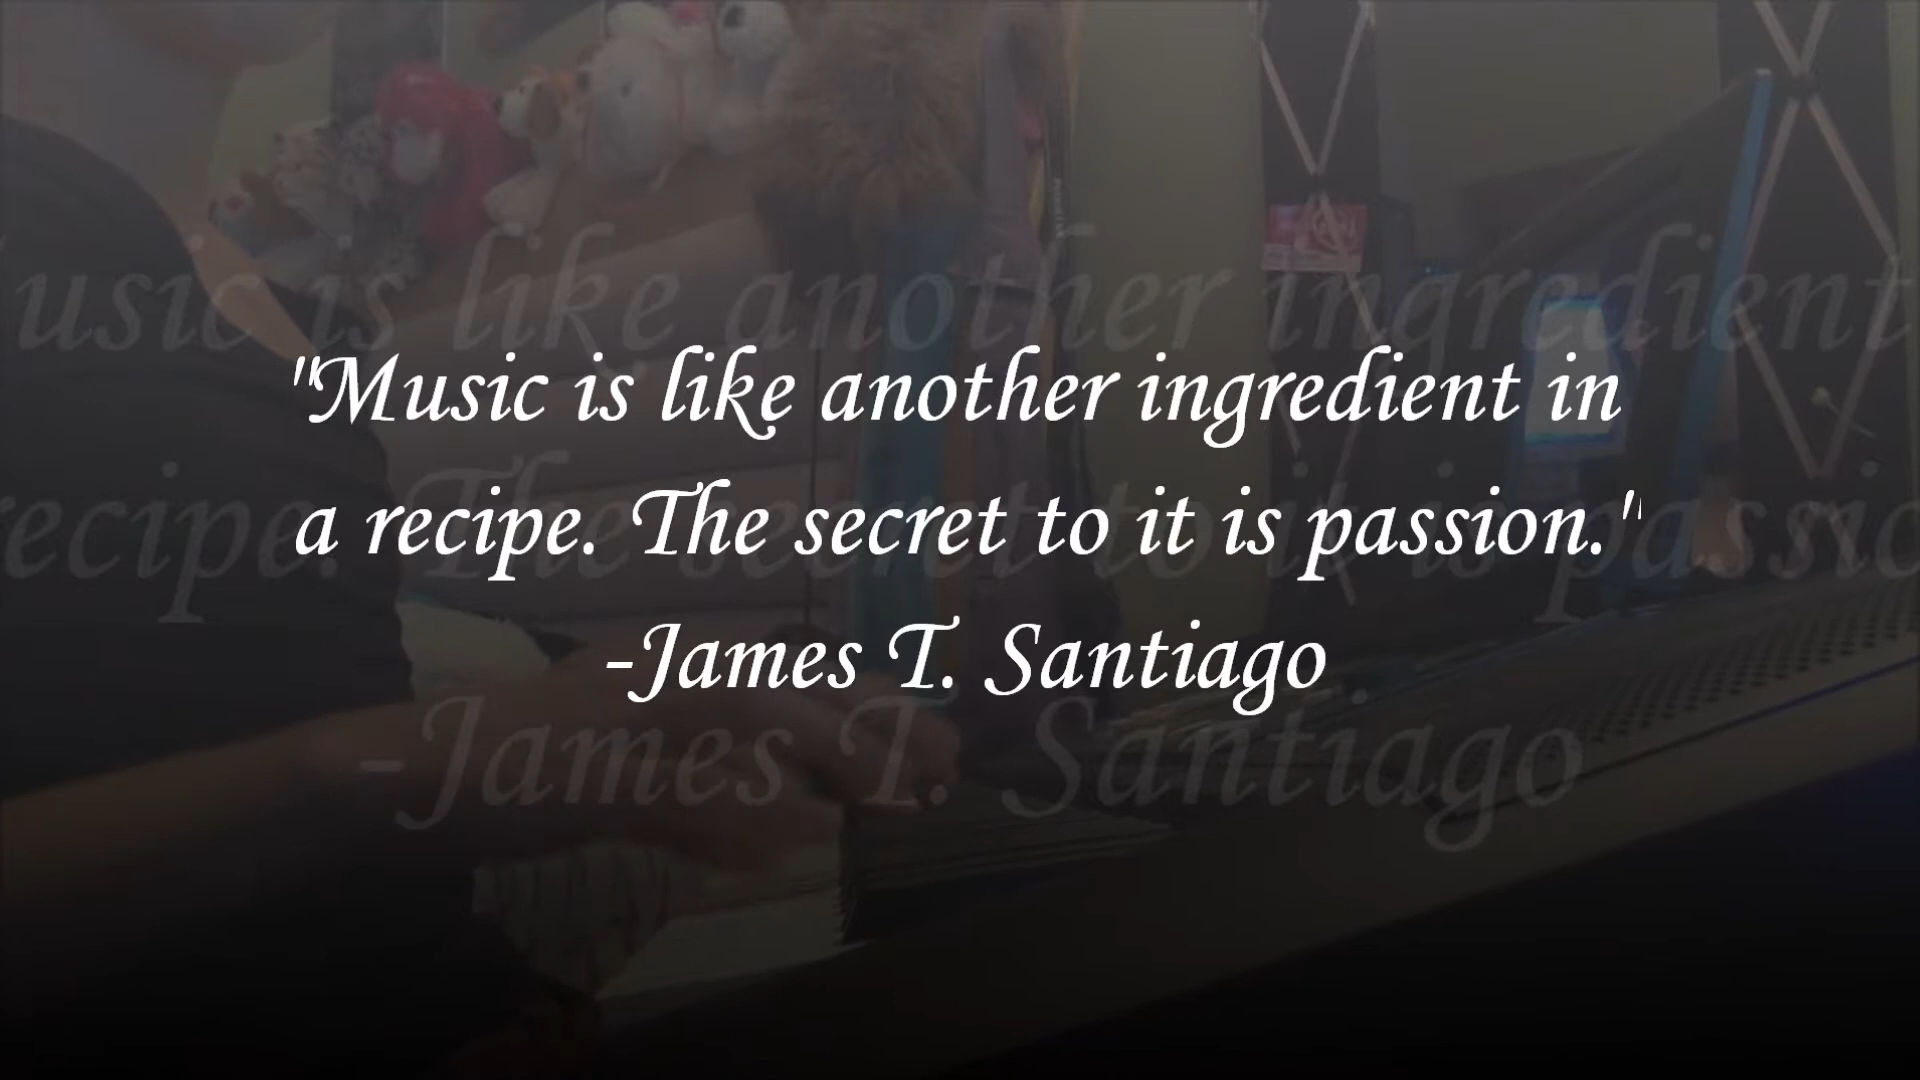 "Music is like another ingredient in
a recipe. The secret to it is passion."
-James T. Santiago